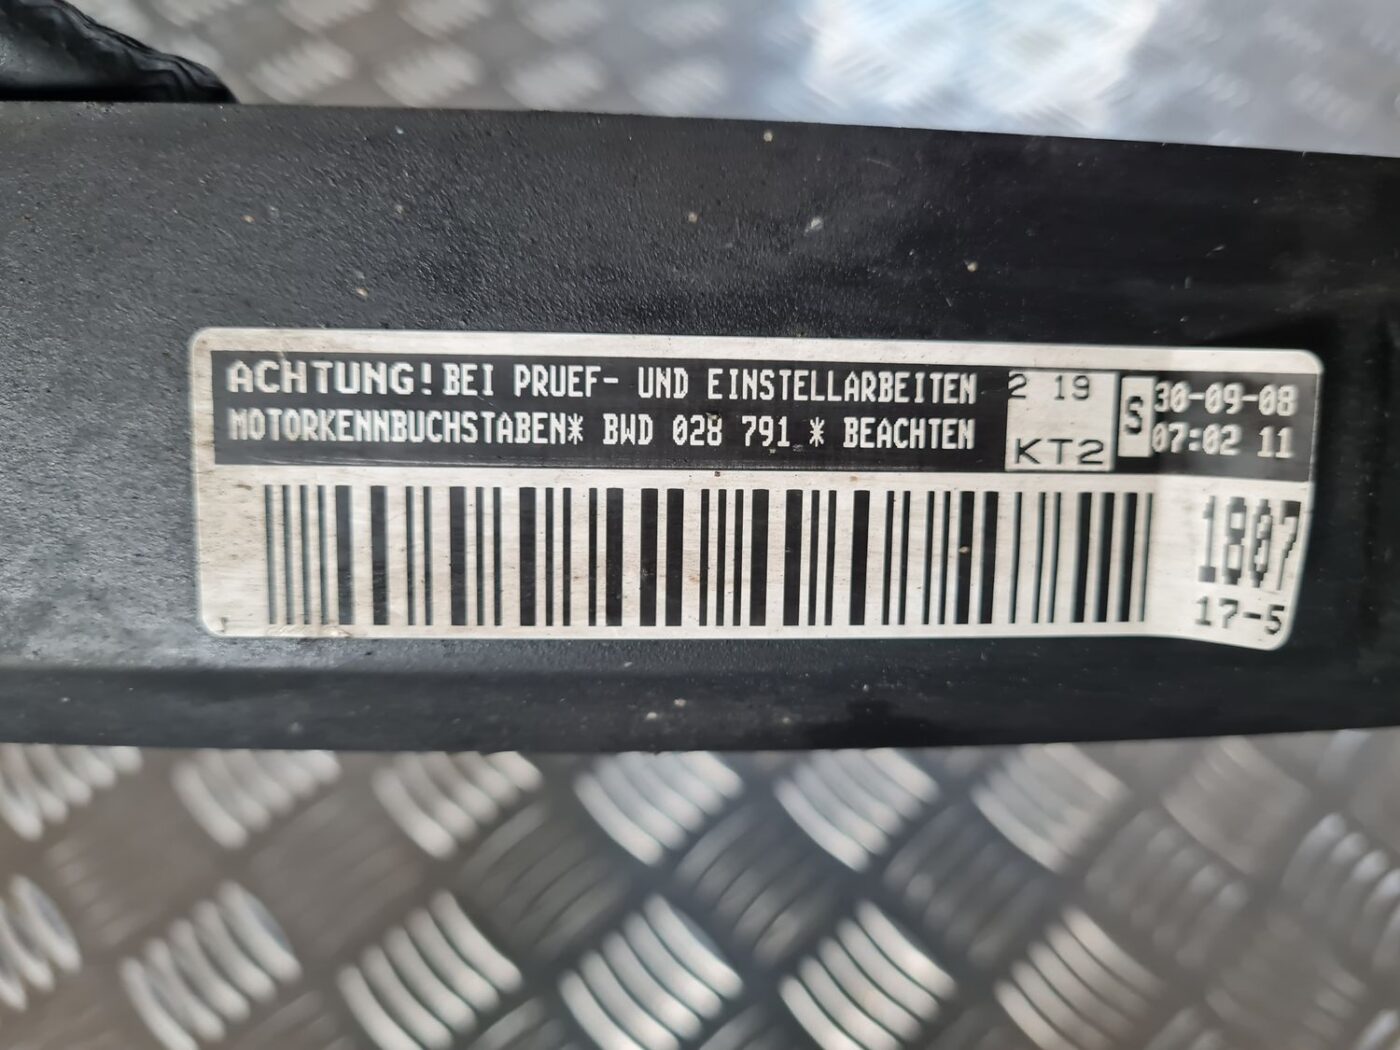 ACHTUNG! BEI PRUEF- UND EINSTELLARBEITEN
MOTORKENNBUCHSTABEN* BWD 028 791 * BEACHTEN
2 19
KT2
S
30-09-08
07:02 11
1807
17-5